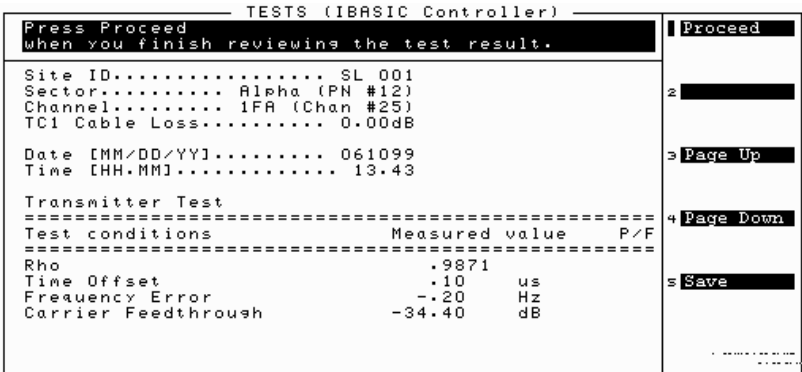 TESTS (IBASIC Controller)
Press Proceed
when you finish reviewing the test result.
Site ID.................. SL 001
Sector.......... Alpha (PN #12)
Channel......... 1FA (Chan #25)
TC1 Cable Loss.......... 0.00dB
Date [MM/DD/YY]......... 061099
Time [HH.MM]............. 13.43
Transmitter Test
====================================================
Test conditions Measured value P/F
====================================================
Rho .9871
Time Offset .10 us
Frequency Error -.20 Hz
Carrier Feedthrough -34.40 dB
1 Proceed
2
3 Page Up
4 Page Down
5 Save